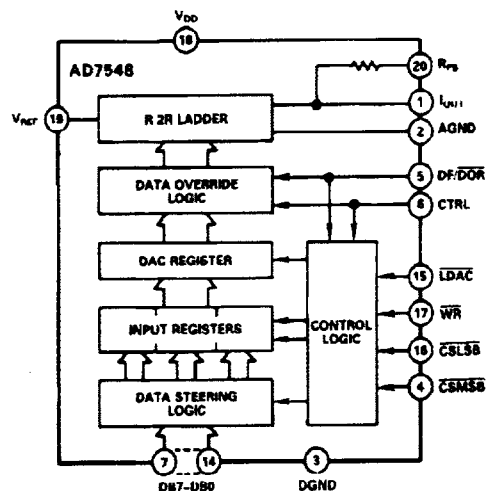 VDD
18
AD7548
20 RFB
VREF 19
R 2R LADDER
1 IOUT
2 AGND
DATA OVERRIDE
LOGIC
5 DF/DOR
6 CTRL
DAC REGISTER
15 LDAC
INPUT REGISTERS
CONTROL
LOGIC
17 WR
16 CSLSB
DATA STEERING
LOGIC
4 CSMSB
7
14
3
DB7-DB0
DGND